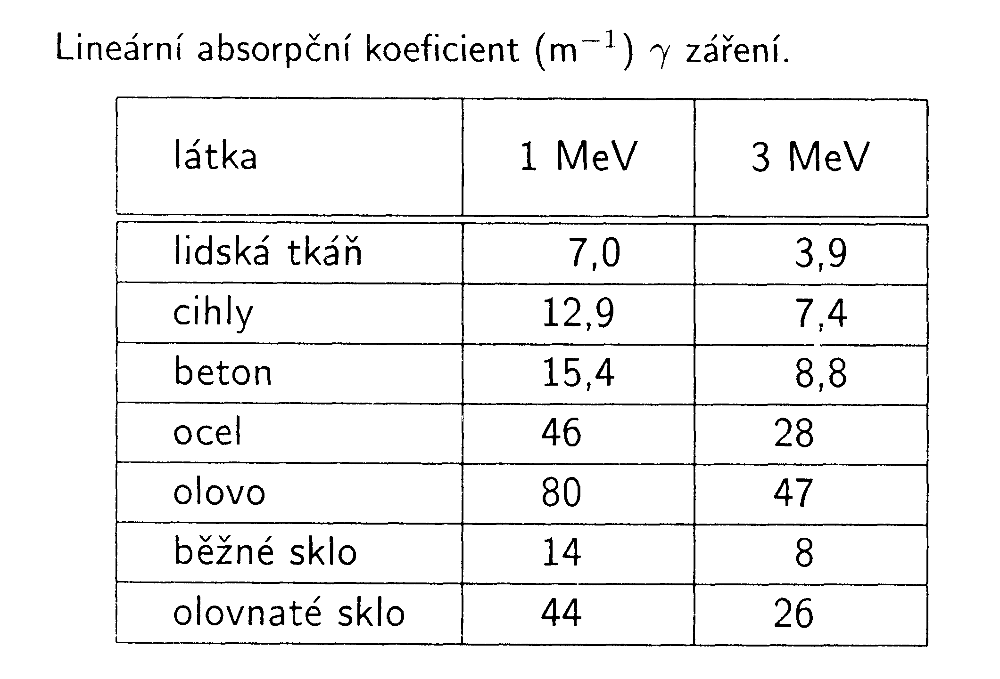 Lineární absorpční koeficient (m⁻¹) γ záření.
látka 1 MeV 3 MeV
lidská tkáň 7,0 3,9
cihly 12,9 7,4
beton 15,4 8,8
ocel 46 28
olovo 80 47
běžné sklo 14 8
olovnaté sklo 44 26